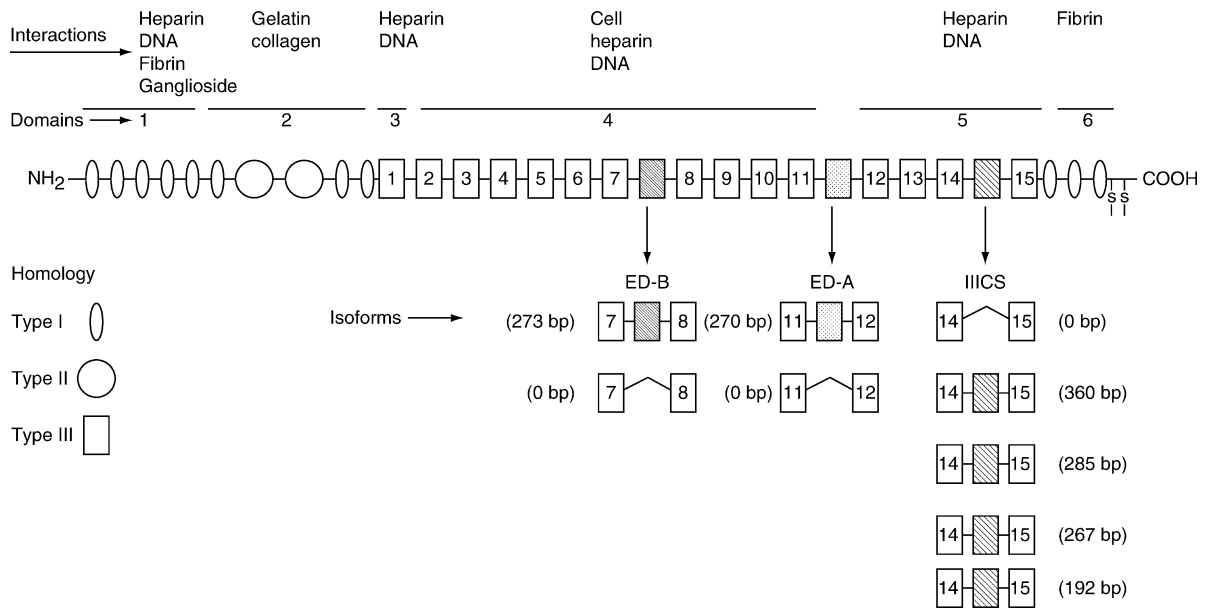 Interactions
Heparin
DNA
Fibrin
Ganglioside
Gelatin
collagen
Heparin
DNA
Cell
heparin
DNA
Heparin
DNA
Fibrin
Domains 1 2 3 4 5 6
NH2 1 2 3 4 5 6 7 8 9 10 11 12 13 14 15 COOH
S S
Homology
ED-B ED-A IIICS
Type I
Isoforms (273 bp) 7 8 (270 bp) 11 12 14 15 (0 bp)
Type II
(0 bp) 7 8 (0 bp) 11 12 14 15 (360 bp)
Type III
14 15 (285 bp)
14 15 (267 bp)
14 15 (192 bp)